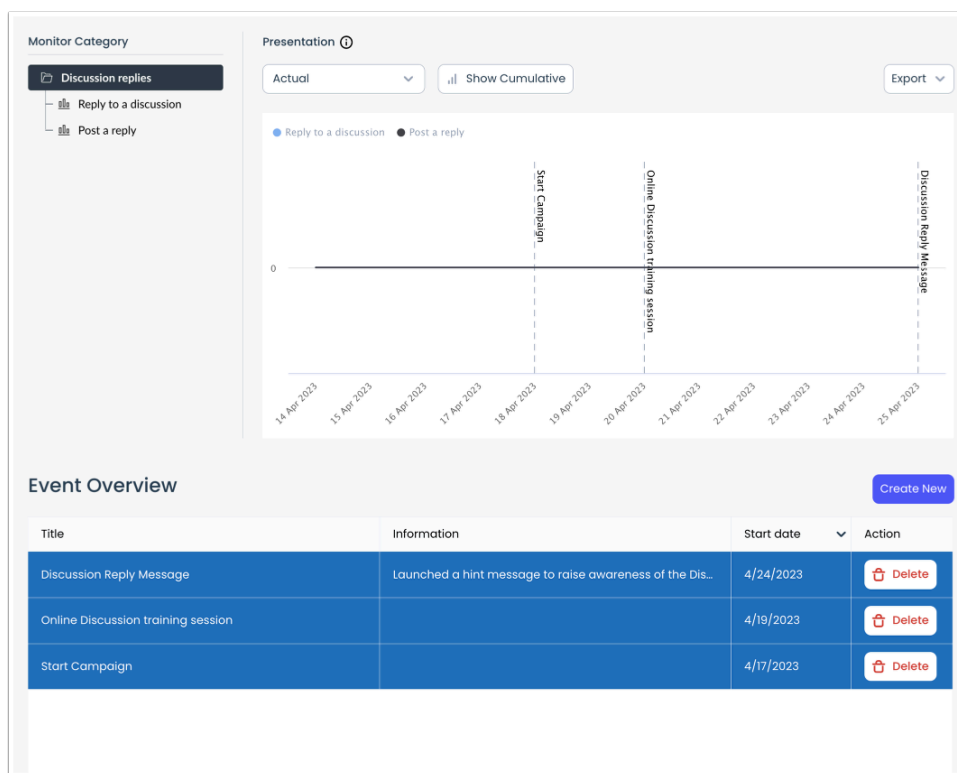 Monitor Category
Discussion replies
Reply to a discussion
Post a reply
Presentation
Actual
Show Cumulative
Export
Reply to a discussion
Post a reply
Start Campaign
Online Discussion training session
Discussion Reply Message
0
14 Apr 2023
15 Apr 2023
16 Apr 2023
17 Apr 2023
18 Apr 2023
19 Apr 2023
20 Apr 2023
21 Apr 2023
22 Apr 2023
23 Apr 2023
24 Apr 2023
25 Apr 2023
Event Overview
Create New
Title Information Start date Action
Discussion Reply Message Launched a hint message to raise awareness of the Dis... 4/24/2023 Delete
Online Discussion training session 4/19/2023 Delete
Start Campaign 4/17/2023 Delete